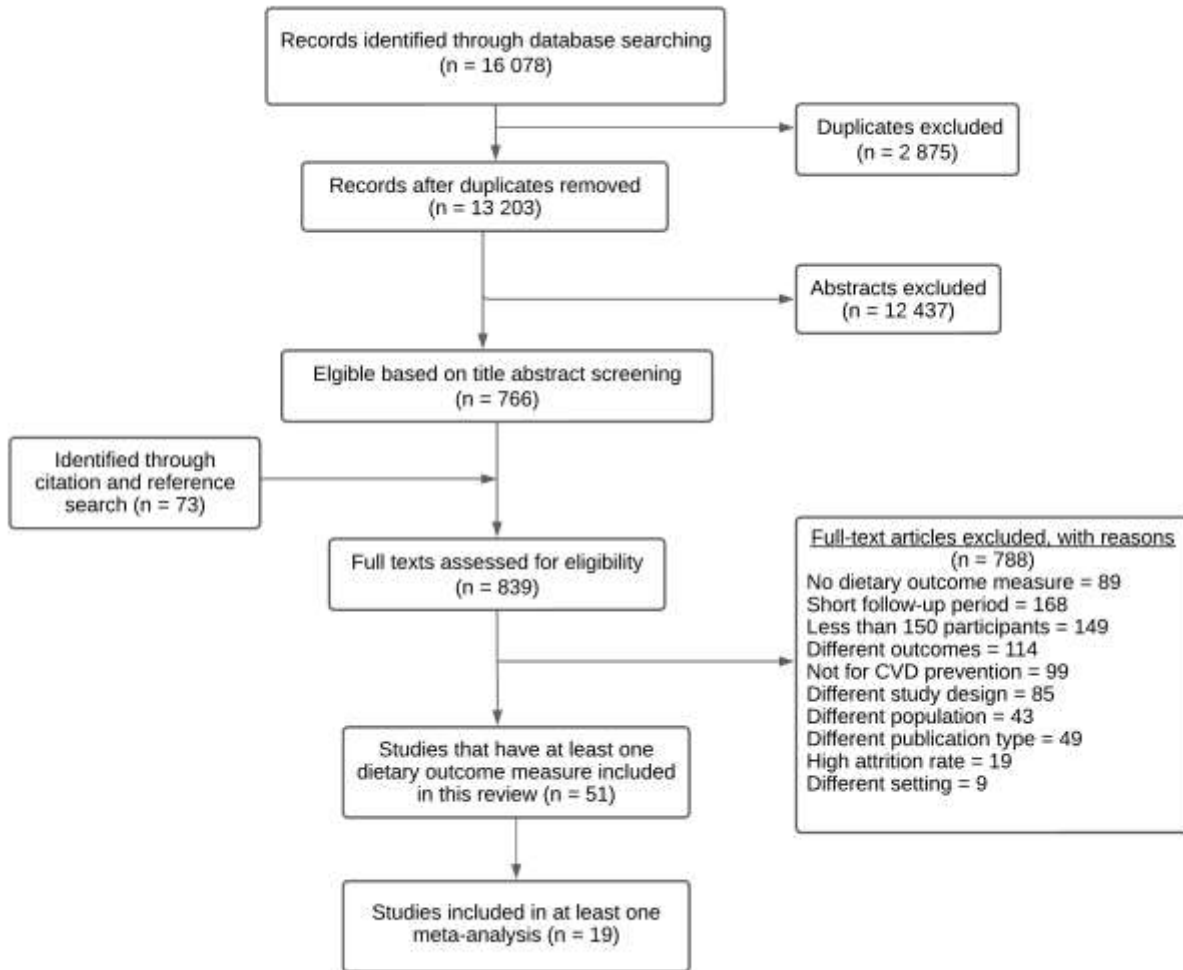 Records identified through database searching
(n = 16 078)
Duplicates excluded
(n = 2 875)
Records after duplicates removed
(n = 13 203)
Abstracts excluded
(n = 12 437)
Elgible based on title abstract screening
(n = 766)
Identified through
citation and reference
search (n = 73)
Full texts assessed for eligibility
(n = 839)
Full-text articles excluded, with reasons
(n = 788)
No dietary outcome measure = 89
Short follow-up period = 168
Less than 150 participants = 149
Different outcomes = 114
Not for CVD prevention = 99
Different study design = 85
Different population = 43
Different publication type = 49
High attrition rate = 19
Different setting = 9
Studies that have at least one
dietary outcome measure included
in this review (n = 51)
Studies included in at least one
meta-analysis (n = 19)